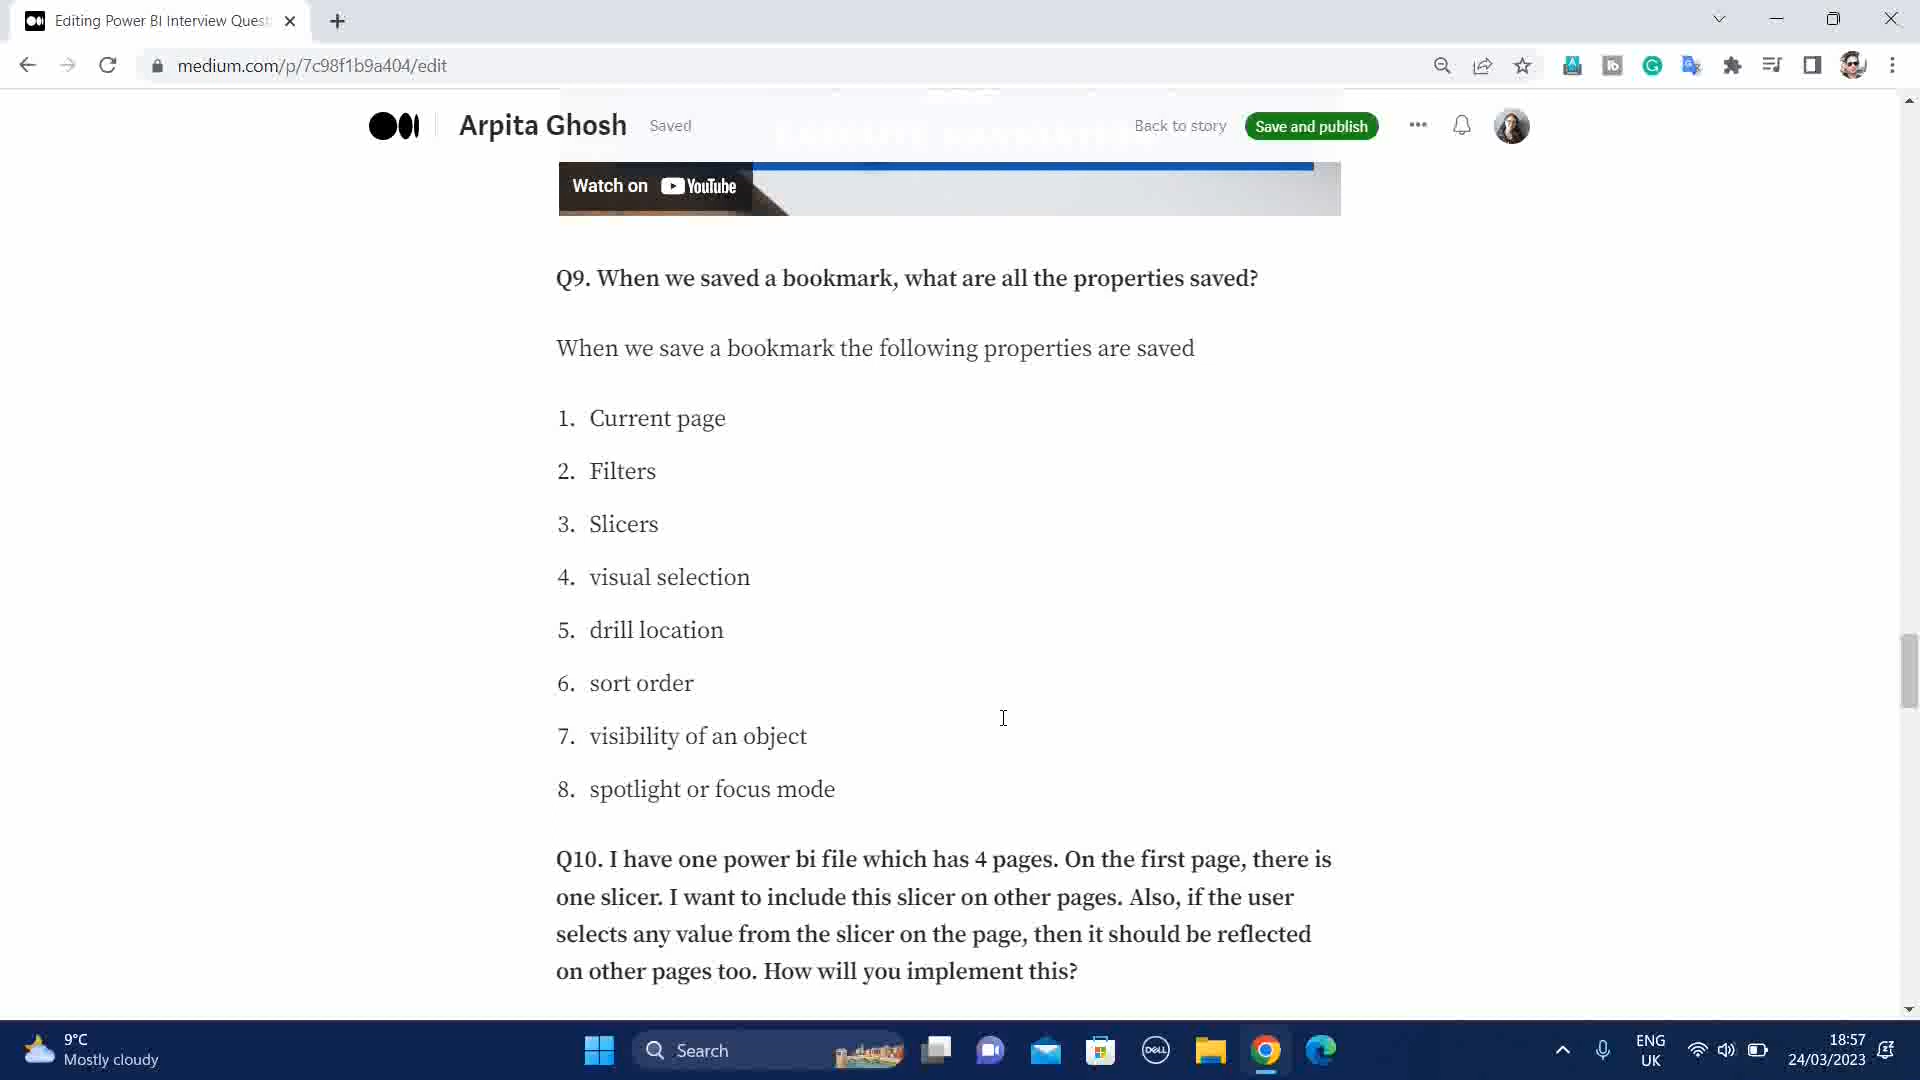 Editing Power BI Interview Quest
medium.com/p/7c98f1b9a404/edit
Arpita Ghosh
Saved
Back to story
Save and publish
Watch on YouTube
Q9. When we saved a bookmark, what are all the properties saved?
When we save a bookmark the following properties are saved
1. Current page
2. Filters
3. Slicers
4. visual selection
5. drill location
6. sort order
7. visibility of an object
8. spotlight or focus mode
Q10. I have one power bi file which has 4 pages. On the first page, there is
one slicer. I want to include this slicer on other pages. Also, if the user
selects any value from the slicer on the page, then it should be reflected
on other pages too. How will you implement this?
9°C
Mostly cloudy
Search
DELL
ENG
UK
18:57
24/03/2023